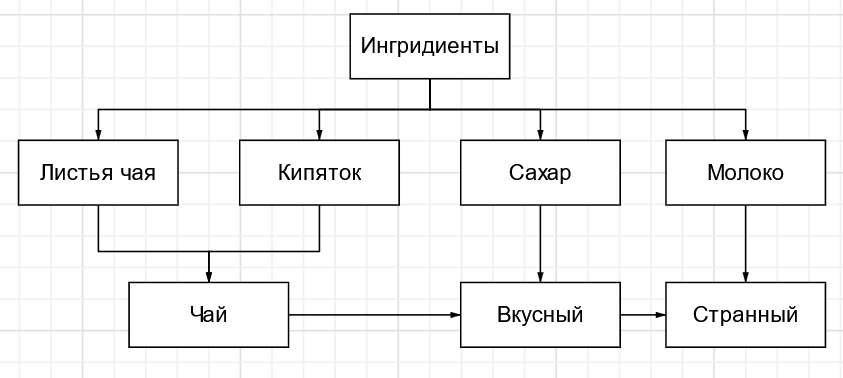 Ингридиенты
Листья чая
Кипяток
Сахар
Молоко
Чай
Вкусный
Странный